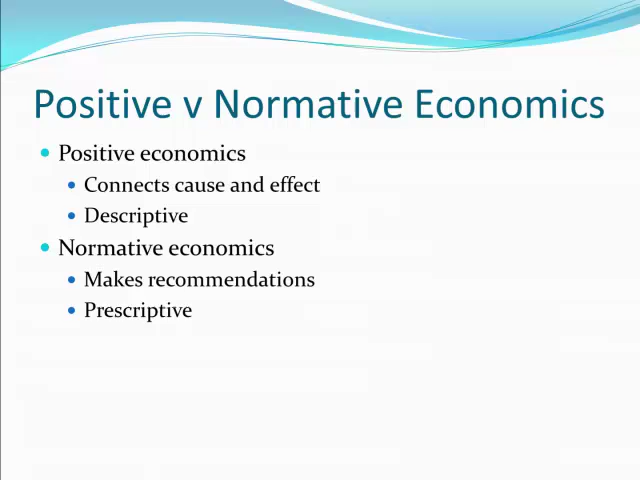 Positive v Normative Economics
Positive economics
Connects cause and effect
Descriptive
Normative economics
Makes recommendations
Prescriptive